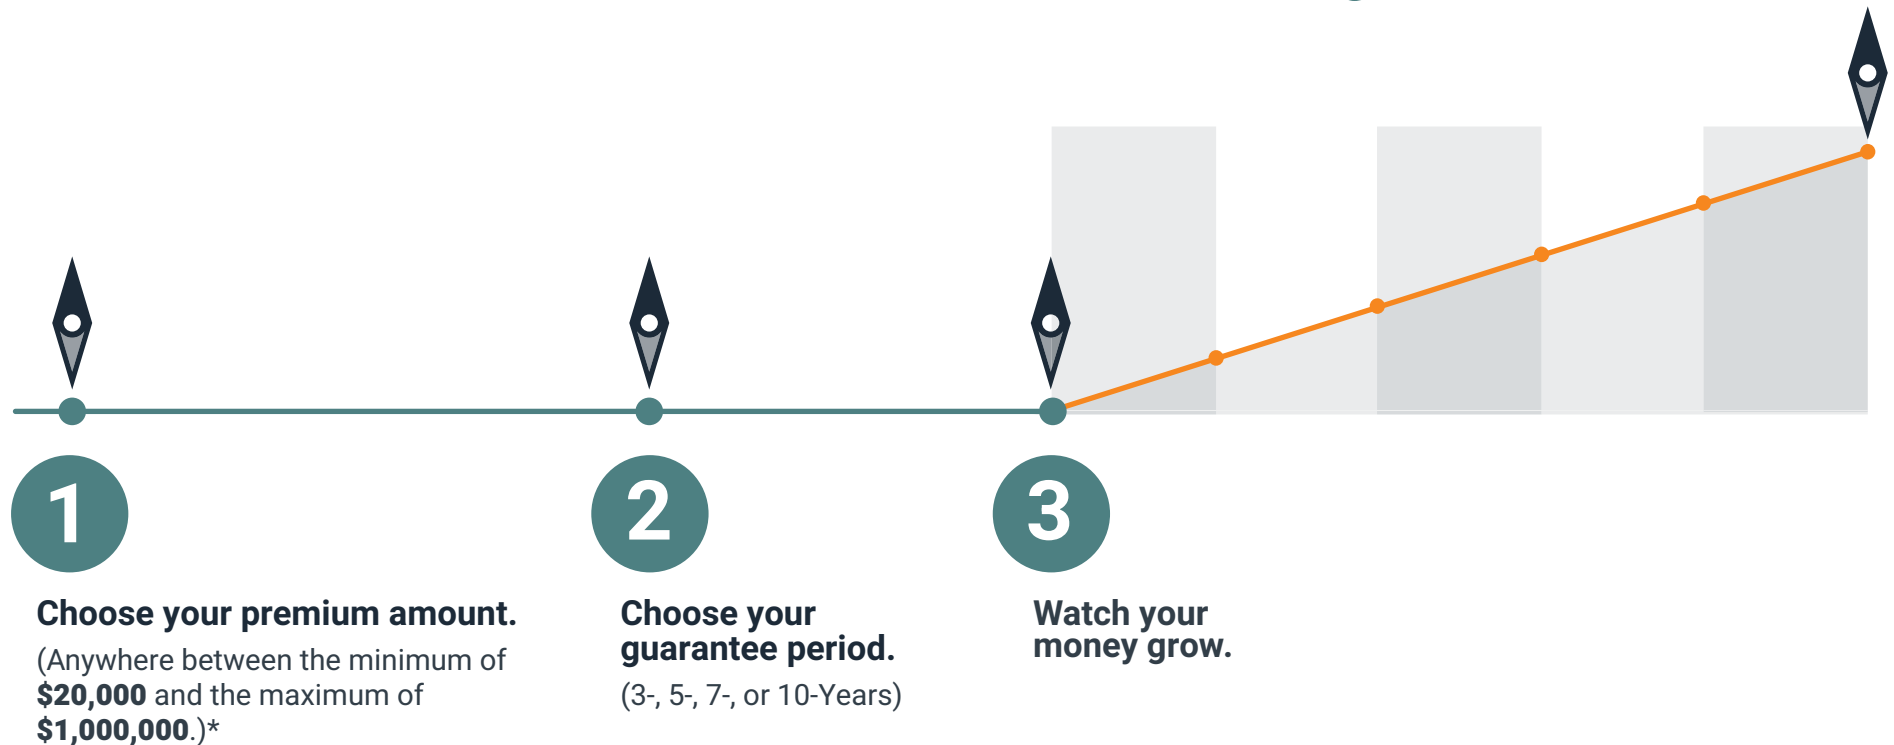 1
Choose your premium amount.
(Anywhere between the minimum of
$20,000 and the maximum of
$1,000,000.)*
2
Choose your
guarantee period.
(3-, 5-, 7-, or 10-Years)
3
Watch your
money grow.